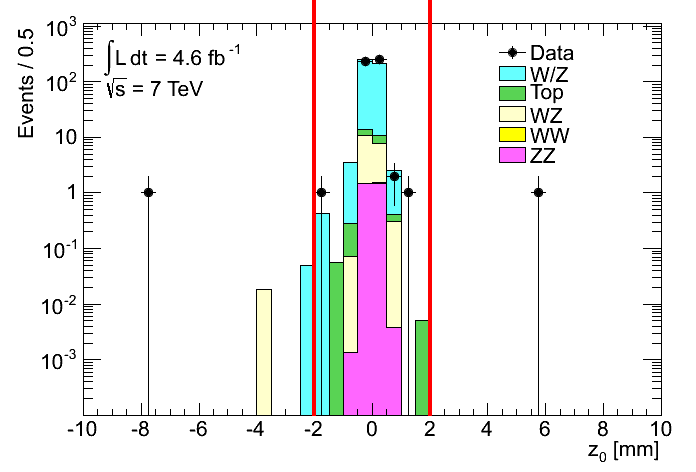 Events / 0.5
10³
10²
10
1
10⁻¹
10⁻²
10⁻³
∫L dt = 4.6 fb⁻¹
√s = 7 TeV
Data
W/Z
Top
WZ
WW
ZZ
-10 -8 -6 -4 -2 0 2 4 6 8 10
z₀ [mm]